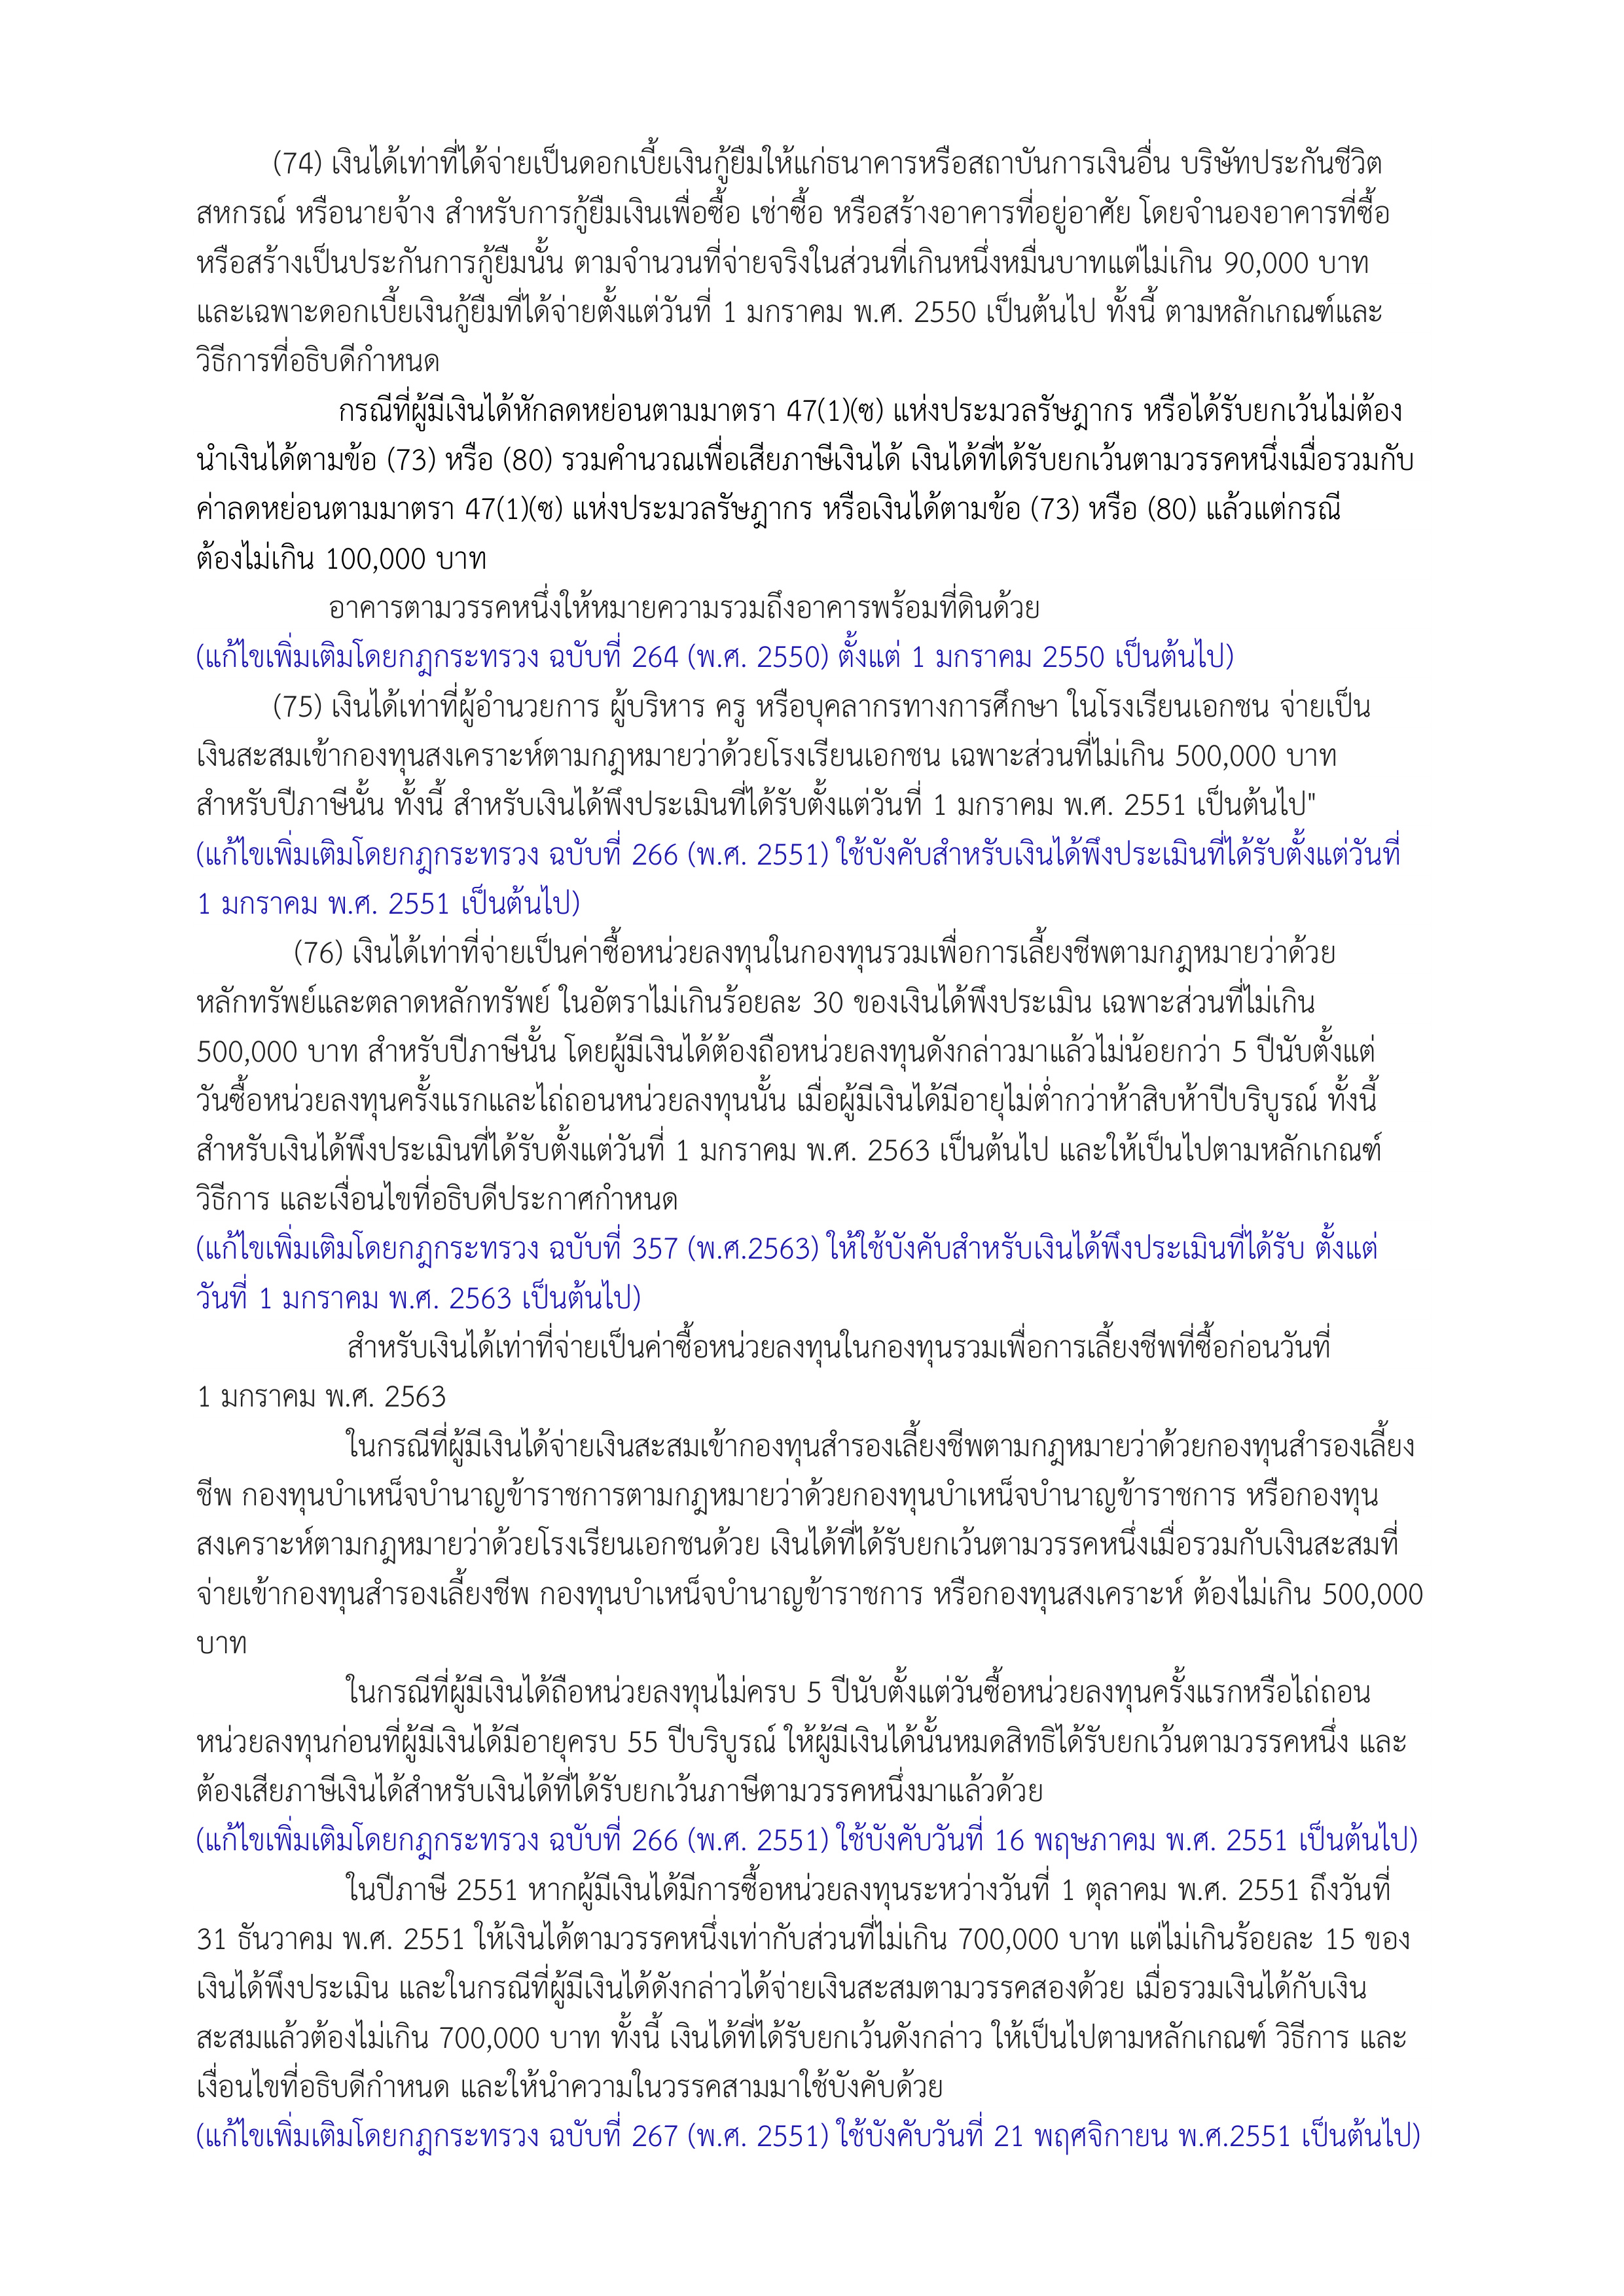 (74) เงินได้เท่าที่ได้จ่ายเป็นดอกเบี้ยเงินกู้ยืมให้แก่ธนาคารหรือสถาบันการเงินอื่น บริษัทประกันชีวิต
สหกรณ์ หรือนายจ้าง สำหรับการกู้ยืมเงินเพื่อซื้อ เช่าซื้อ หรือสร้างอาคารที่อยู่อาศัย โดยจำนองอาคารที่ซื้อ
หรือสร้างเป็นประกันการกู้ยืมนั้น ตามจำนวนที่จ่ายจริงในส่วนที่เกินหนึ่งหมื่นบาทแต่ไม่เกิน 90,000 บาท
และเฉพาะดอกเบี้ยเงินกู้ยืมที่ได้จ่ายตั้งแต่วันที่ 1 มกราคม พ.ศ. 2550 เป็นต้นไป ทั้งนี้ ตามหลักเกณฑ์และ
วิธีการที่อธิบดีกำหนด
กรณีที่ผู้มีเงินได้หักลดหย่อนตามมาตรา 47(1)(ซ) แห่งประมวลรัษฎากร หรือได้รับยกเว้นไม่ต้อง
นำเงินได้ตามข้อ (73) หรือ (80) รวมคำนวณเพื่อเสียภาษีเงินได้ เงินได้ที่ได้รับยกเว้นตามวรรคหนึ่งเมื่อรวมกับ
ค่าลดหย่อนตามมาตรา 47(1)(ซ) แห่งประมวลรัษฎากร หรือเงินได้ตามข้อ (73) หรือ (80) แล้วแต่กรณี
ต้องไม่เกิน 100,000 บาท
อาคารตามวรรคหนึ่งให้หมายความรวมถึงอาคารพร้อมที่ดินด้วย
(แก้ไขเพิ่มเติมโดยกฎกระทรวง ฉบับที่ 264 (พ.ศ. 2550) ตั้งแต่ 1 มกราคม 2550 เป็นต้นไป)
(75) เงินได้เท่าที่ผู้อำนวยการ ผู้บริหาร ครู หรือบุคลากรทางการศึกษา ในโรงเรียนเอกชน จ่ายเป็น
เงินสะสมเข้ากองทุนสงเคราะห์ตามกฎหมายว่าด้วยโรงเรียนเอกชน เฉพาะส่วนที่ไม่เกิน 500,000 บาท
สำหรับปีภาษีนั้น ทั้งนี้ สำหรับเงินได้พึงประเมินที่ได้รับตั้งแต่วันที่ 1 มกราคม พ.ศ. 2551 เป็นต้นไป"
(แก้ไขเพิ่มเติมโดยกฎกระทรวง ฉบับที่ 266 (พ.ศ. 2551) ใช้บังคับสำหรับเงินได้พึงประเมินที่ได้รับตั้งแต่วันที่
1 มกราคม พ.ศ. 2551 เป็นต้นไป)
(76) เงินได้เท่าที่จ่ายเป็นค่าซื้อหน่วยลงทุนในกองทุนรวมเพื่อการเลี้ยงชีพตามกฎหมายว่าด้วย
หลักทรัพย์และตลาดหลักทรัพย์ ในอัตราไม่เกินร้อยละ 30 ของเงินได้พึงประเมิน เฉพาะส่วนที่ไม่เกิน
500,000 บาท สำหรับปีภาษีนั้น โดยผู้มีเงินได้ต้องถือหน่วยลงทุนดังกล่าวมาแล้วไม่น้อยกว่า 5 ปีนับตั้งแต่
วันซื้อหน่วยลงทุนครั้งแรกและไถ่ถอนหน่วยลงทุนนั้น เมื่อผู้มีเงินได้มีอายุไม่ต่ำกว่าห้าสิบห้าปีบริบูรณ์ ทั้งนี้
สำหรับเงินได้พึงประเมินที่ได้รับตั้งแต่วันที่ 1 มกราคม พ.ศ. 2563 เป็นต้นไป และให้เป็นไปตามหลักเกณฑ์
วิธีการ และเงื่อนไขที่อธิบดีประกาศกำหนด
(แก้ไขเพิ่มเติมโดยกฎกระทรวง ฉบับที่ 357 (พ.ศ.2563) ให้ใช้บังคับสำหรับเงินได้พึงประเมินที่ได้รับ ตั้งแต่
วันที่ 1 มกราคม พ.ศ. 2563 เป็นต้นไป)
สำหรับเงินได้เท่าที่จ่ายเป็นค่าซื้อหน่วยลงทุนในกองทุนรวมเพื่อการเลี้ยงชีพที่ซื้อก่อนวันที่
1 มกราคม พ.ศ. 2563
ในกรณีที่ผู้มีเงินได้จ่ายเงินสะสมเข้ากองทุนสำรองเลี้ยงชีพตามกฎหมายว่าด้วยกองทุนสำรองเลี้ยง
ชีพ กองทุนบำเหน็จบำนาญข้าราชการตามกฎหมายว่าด้วยกองทุนบำเหน็จบำนาญข้าราชการ หรือกองทุน
สงเคราะห์ตามกฎหมายว่าด้วยโรงเรียนเอกชนด้วย เงินได้ที่ได้รับยกเว้นตามวรรคหนึ่งเมื่อรวมกับเงินสะสมที่
จ่ายเข้ากองทุนสำรองเลี้ยงชีพ กองทุนบำเหน็จบำนาญข้าราชการ หรือกองทุนสงเคราะห์ ต้องไม่เกิน 500,000
บาท
ในกรณีที่ผู้มีเงินได้ถือหน่วยลงทุนไม่ครบ 5 ปีนับตั้งแต่วันซื้อหน่วยลงทุนครั้งแรกหรือไถ่ถอน
หน่วยลงทุนก่อนที่ผู้มีเงินได้มีอายุครบ 55 ปีบริบูรณ์ ให้ผู้มีเงินได้นั้นหมดสิทธิได้รับยกเว้นตามวรรคหนึ่ง และ
ต้องเสียภาษีเงินได้สำหรับเงินได้ที่ได้รับยกเว้นภาษีตามวรรคหนึ่งมาแล้วด้วย
(แก้ไขเพิ่มเติมโดยกฎกระทรวง ฉบับที่ 266 (พ.ศ. 2551) ใช้บังคับวันที่ 16 พฤษภาคม พ.ศ. 2551 เป็นต้นไป)
ในปีภาษี 2551 หากผู้มีเงินได้มีการซื้อหน่วยลงทุนระหว่างวันที่ 1 ตุลาคม พ.ศ. 2551 ถึงวันที่
31 ธันวาคม พ.ศ. 2551 ให้เงินได้ตามวรรคหนึ่งเท่ากับส่วนที่ไม่เกิน 700,000 บาท แต่ไม่เกินร้อยละ 15 ของ
เงินได้พึงประเมิน และในกรณีที่ผู้มีเงินได้ดังกล่าวได้จ่ายเงินสะสมตามวรรคสองด้วย เมื่อรวมเงินได้กับเงิน
สะสมแล้วต้องไม่เกิน 700,000 บาท ทั้งนี้ เงินได้ที่ได้รับยกเว้นดังกล่าว ให้เป็นไปตามหลักเกณฑ์ วิธีการ และ
เงื่อนไขที่อธิบดีกำหนด และให้นำความในวรรคสามมาใช้บังคับด้วย
(แก้ไขเพิ่มเติมโดยกฎกระทรวง ฉบับที่ 267 (พ.ศ. 2551) ใช้บังคับวันที่ 21 พฤศจิกายน พ.ศ.2551 เป็นต้นไป)